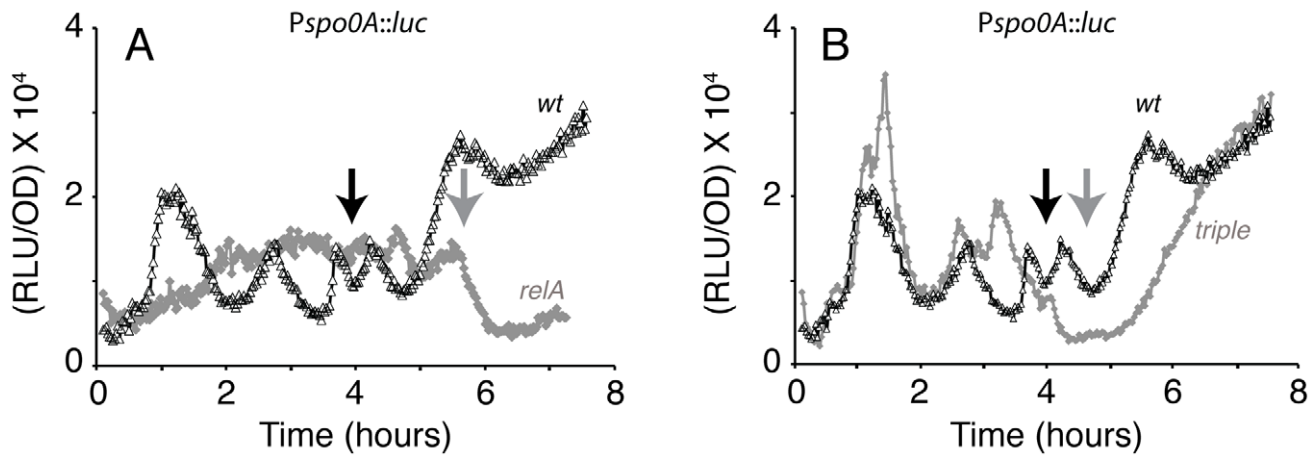 Pspo0A::luc
A
(RLU/OD) X 10⁴
4
2
0
wt
relA
0 2 4 6 8
Time (hours)
Pspo0A::luc
B
(RLU/OD) X 10⁴
4
2
0
wt
triple
0 2 4 6 8
Time (hours)